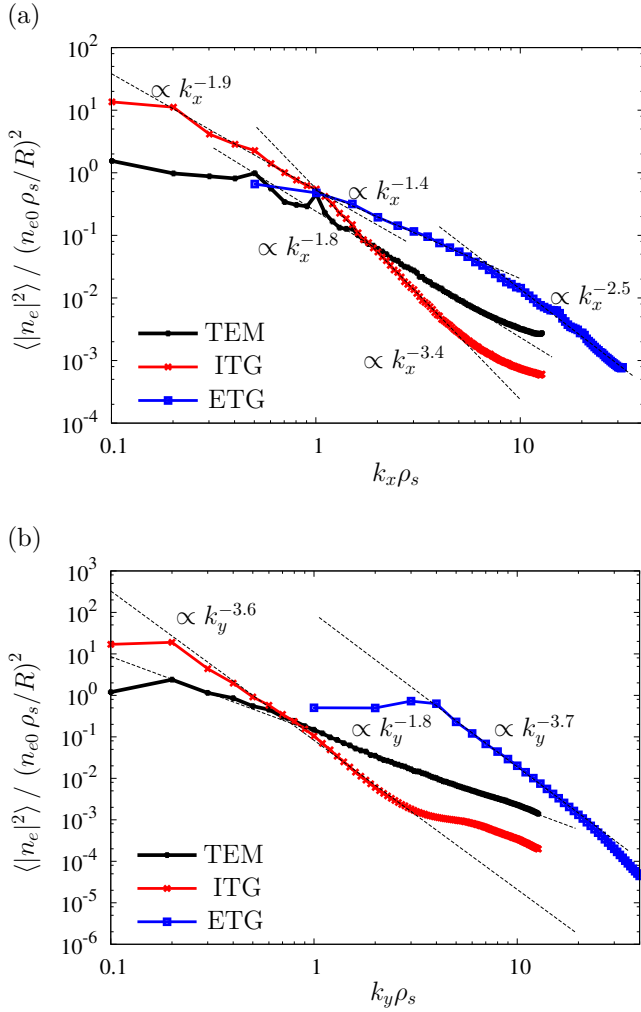 (a)
10^2
10^1
10^0
10^-1
10^-2
10^-3
10^-4
⟨|n_e|^2⟩ / (n_e0 ρ_s/R)^2
∝ k_x^-1.9
∝ k_x^-1.4
∝ k_x^-1.8
∝ k_x^-2.5
∝ k_x^-3.4
TEM
ITG
ETG
0.1 1 10
k_xρ_s
(b)
10^3
10^2
10^1
10^0
10^-1
10^-2
10^-3
10^-4
10^-5
10^-6
⟨|n_e|^2⟩ / (n_e0 ρ_s/R)^2
∝ k_y^-3.6
∝ k_y^-1.8 ∝ k_y^-3.7
TEM
ITG
ETG
0.1 1 10
k_yρ_s